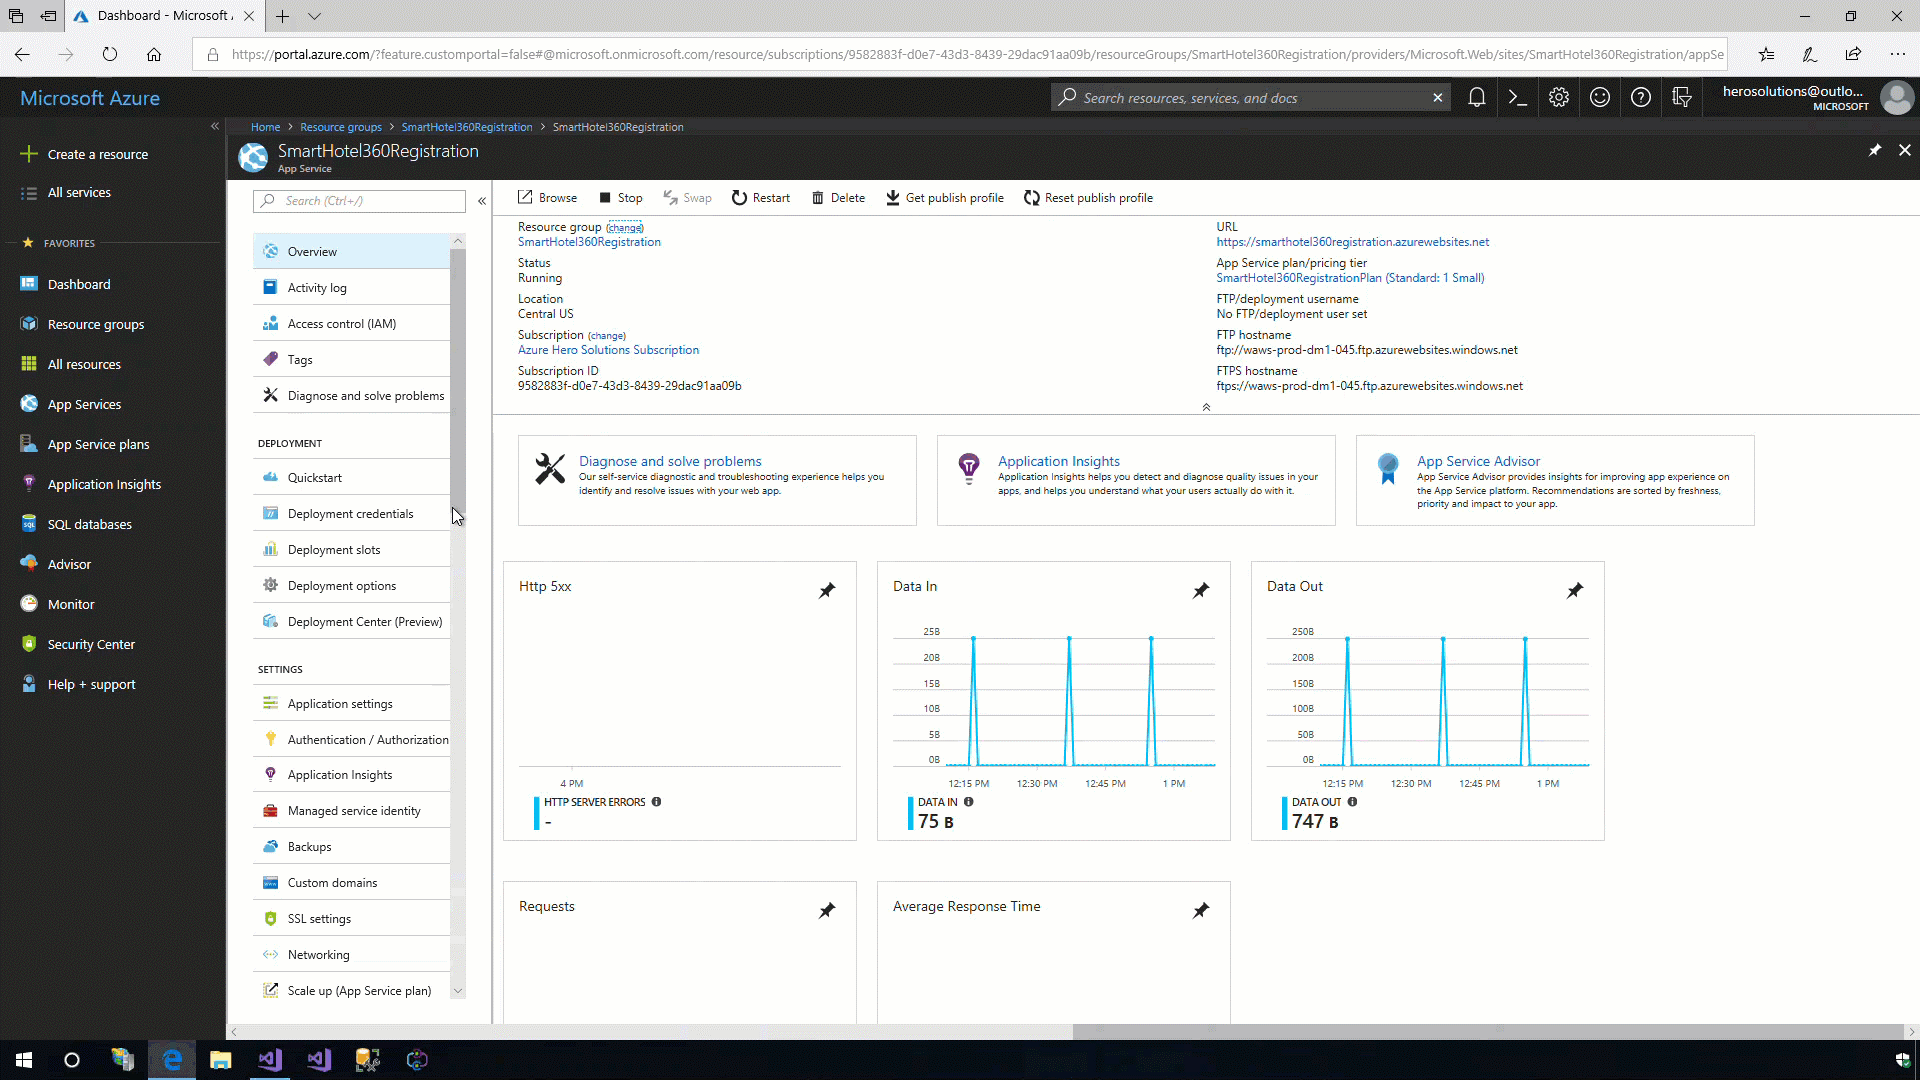 Dashboard - Microsoft A
https://portal.azure.com/?feature.customportal=false#@microsoft.onmicrosoft.com/resource/subscriptions/9582883f-d0e7-43d3-8439-29dac91aa09b/resourceGroups/SmartHotel360Registration/providers/Microsoft.Web/sites/SmartHotel360Registration/appSe
Microsoft Azure
Search resources, services, and docs
herosolutions@outlo...
MICROSOFT
Home > Resource groups > SmartHotel360Registration > SmartHotel360Registration
SmartHotel360Registration
App Service
Create a resource
All services
FAVORITES
Dashboard
Resource groups
All resources
App Services
App Service plans
Application Insights
SQL databases
Advisor
Monitor
Security Center
Help + support
Search (Ctrl+/)
Overview
Activity log
Access control (IAM)
Tags
Diagnose and solve problems
DEPLOYMENT
Quickstart
Deployment credentials
Deployment slots
Deployment options
Deployment Center (Preview)
SETTINGS
Application settings
Authentication / Authorization
Application Insights
Managed service identity
Backups
Custom domains
SSL settings
Networking
Scale up (App Service plan)
Browse Stop Swap Restart Delete Get publish profile Reset publish profile
Resource group (change)
SmartHotel360Registration
Status
Running
Location
Central US
Subscription (change)
Azure Hero Solutions Subscription
Subscription ID
9582883f-d0e7-43d3-8439-29dac91aa09b
URL
https://smarthotel360registration.azurewebsites.net
App Service plan/pricing tier
SmartHotel360RegistrationPlan (Standard: 1 Small)
FTP/deployment username
No FTP/deployment user set
FTP hostname
ftp://waws-prod-dm1-045.ftp.azurewebsites.windows.net
FTPS hostname
ftps://waws-prod-dm1-045.ftp.azurewebsites.windows.net
Diagnose and solve problems
Our self-service diagnostic and troubleshooting experience helps you
identify and resolve issues with your web app.
Application Insights
Application Insights helps you detect and diagnose quality issues in your
apps, and helps you understand what your users actually do with it.
App Service Advisor
App Service Advisor provides insights for improving app experience on
the App Service platform. Recommendations are sorted by freshness,
priority and impact to your app.
Http 5xx
4 PM
HTTP SERVER ERRORS
-
Data In
25B
20B
15B
10B
5B
0B
12:15 PM 12:30 PM 12:45 PM 1 PM
DATA IN
75 B
Data Out
250B
200B
150B
100B
50B
0B
12:15 PM 12:30 PM 12:45 PM 1 PM
DATA OUT
747 B
Requests
Average Response Time